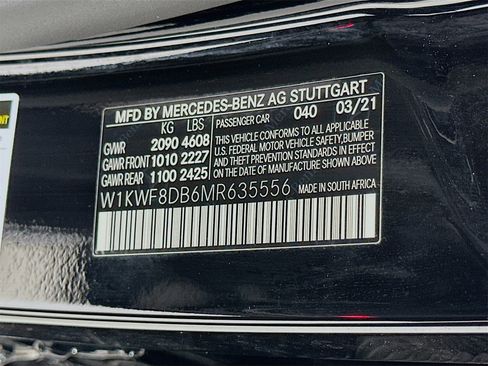 MFD BY MERCEDES-BENZ AG STUTTGART
KG LBS PASSENGER CAR 040 03/21
GVWR 2090 4608
GAWR FRONT 1010 2227
GAWR REAR 1100 2425
THIS VEHICLE CONFORMS TO ALL APPLICABLE
U.S. FEDERAL MOTOR VEHICLE SAFETY, BUMPER
AND THEFT PREVENTION STANDARDS IN EFFECT
ON THE DATE OF MANUFACTURE SHOWN ABOVE.
W1KWF8DB6MR635556 MADE IN SOUTH AFRICA